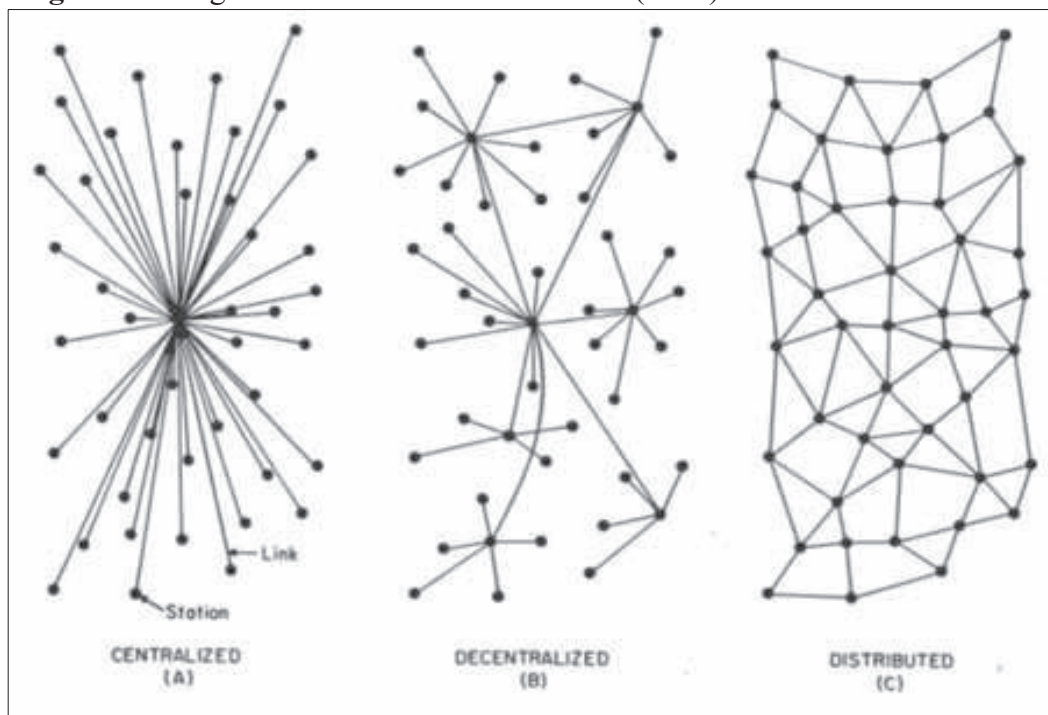 Link
Station
CENTRALIZED
(A)
DECENTRALIZED
(B)
DISTRIBUTED
(C)